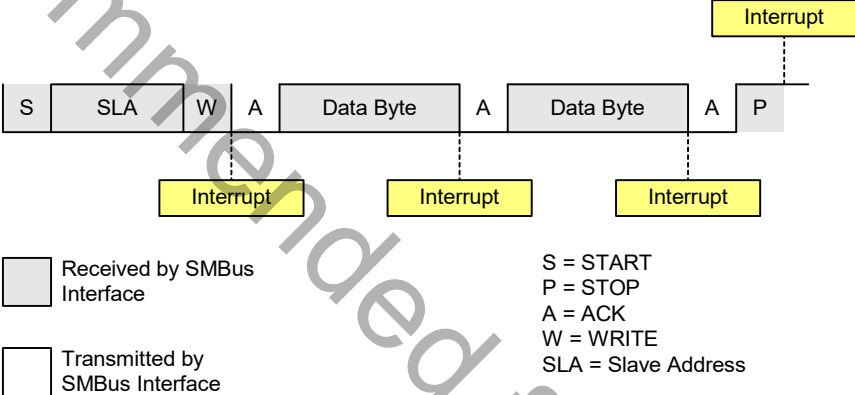 Interrupt
S SLA W A Data Byte A Data Byte A P
Interrupt Interrupt Interrupt
Received by SMBus
Interface
Transmitted by
SMBus Interface
S = START
P = STOP
A = ACK
W = WRITE
SLA = Slave Address
mmended